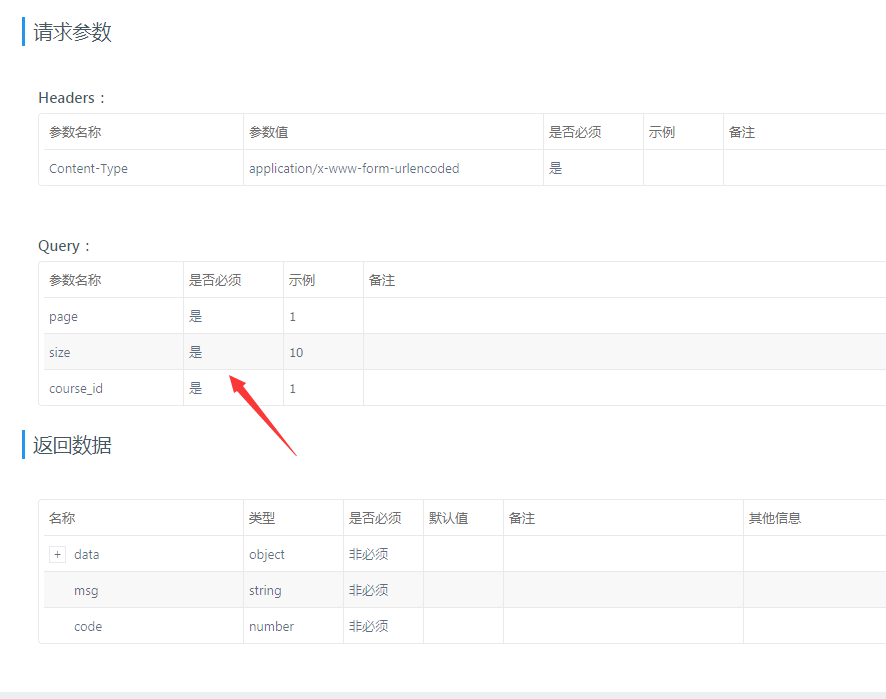 请求参数
Headers：
参数名称 参数值 是否必须 示例 备注
Content-Type application/x-www-form-urlencoded 是
Query：
参数名称 是否必须 示例 备注
page 是 1
size 是 10
course_id 是 1
返回数据
名称 类型 是否必须 默认值 备注 其他信息
+ data object 非必须
msg string 非必须
code number 非必须